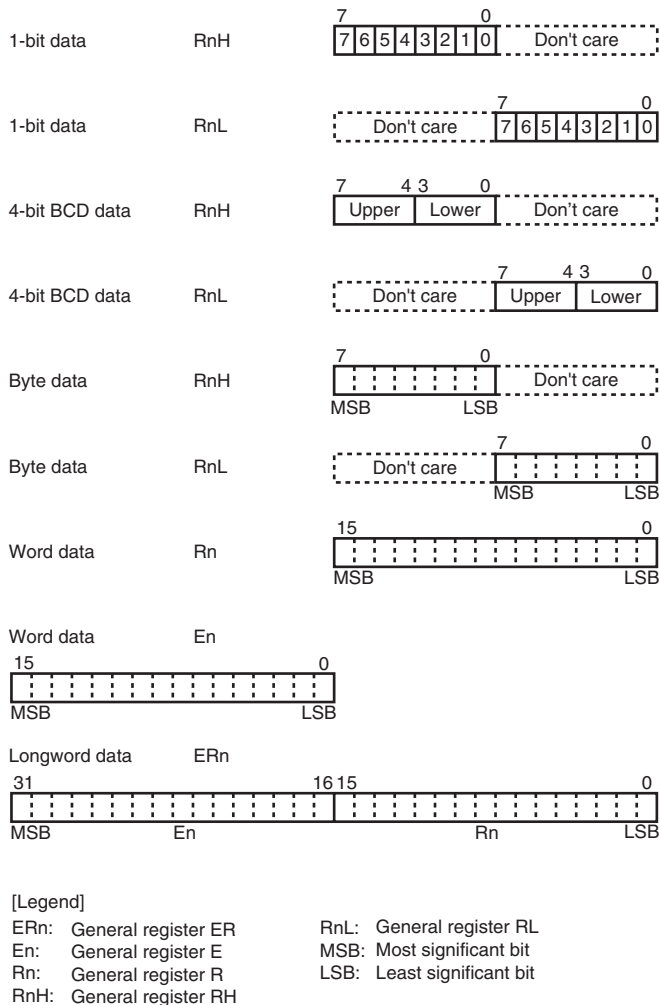 7 0
1-bit data RnH 7 6 5 4 3 2 1 0 Don't care
7 0
1-bit data RnL Don't care 7 6 5 4 3 2 1 0
7 4 3 0
4-bit BCD data RnH Upper Lower Don't care
7 4 3 0
4-bit BCD data RnL Don't care Upper Lower
7 0
Byte data RnH Don't care
MSB LSB
7 0
Byte data RnL Don't care
MSB LSB
15 0
Word data Rn
MSB LSB
Word data En
15 0
MSB LSB
Longword data ERn
31 16 15 0
MSB En Rn LSB
[Legend]
ERn: General register ER RnL: General register RL
En: General register E MSB: Most significant bit
Rn: General register R LSB: Least significant bit
RnH: General register RH